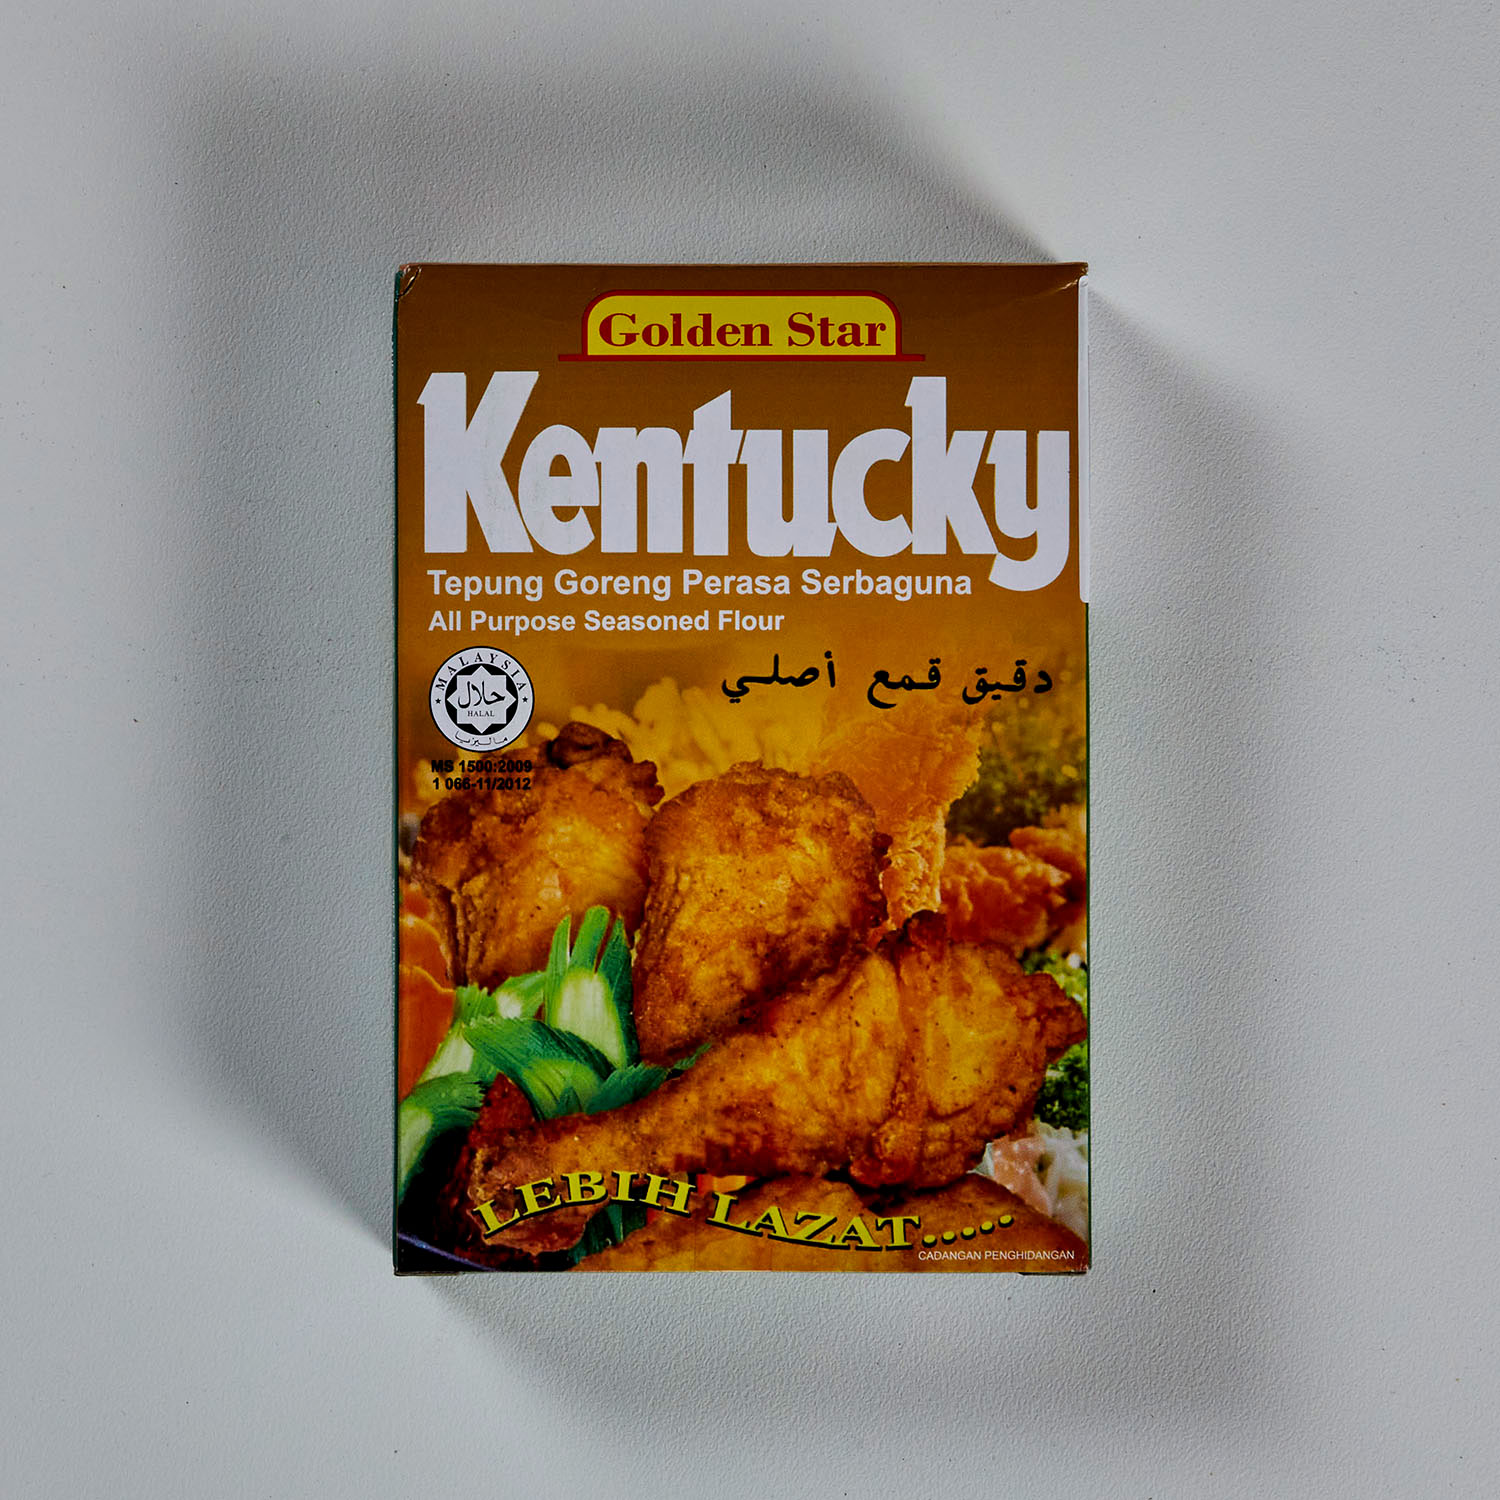 Golden Star
Kentucky
Tepung Goreng Perasa Serbaguna
All Purpose Seasoned Flour
دقيق قمع أصلي
MALAYSIA
حلال
HALAL
ماليزيا
MS 1500:2009
1 066-11/2012
LEBIH LAZAT.....
CADANGAN PENGHIDANGAN